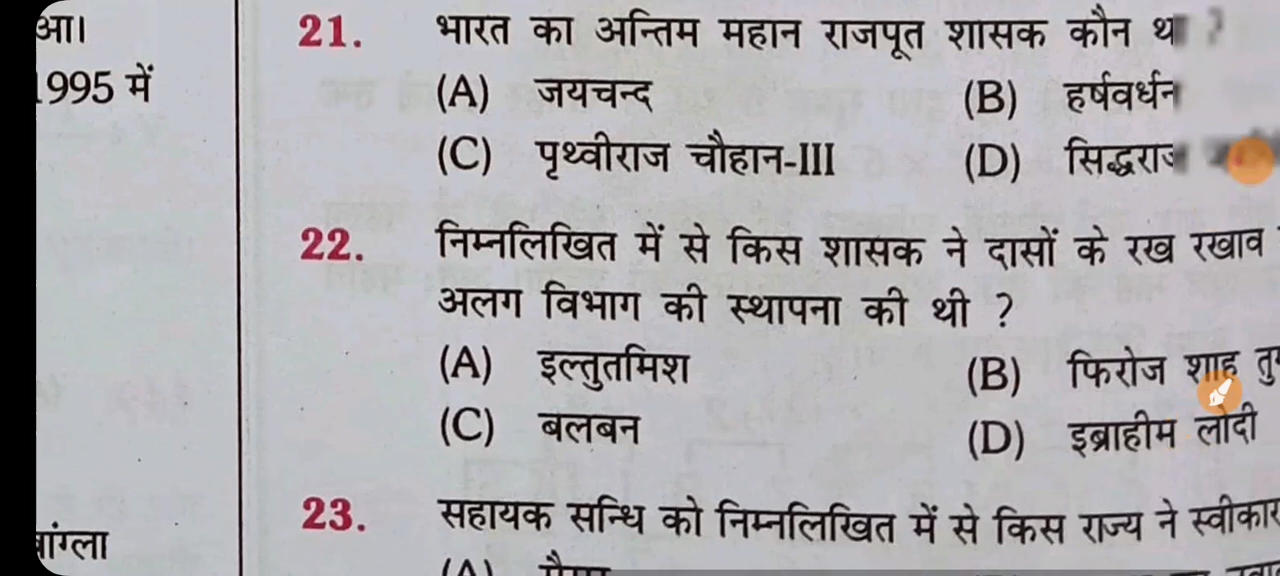 आ।
1995 में
बांग्ला
21. भारत का अन्तिम महान राजपूत शासक कौन था ?
(A) जयचन्द (B) हर्षवर्धन
(C) पृथ्वीराज चौहान-III (D) सिद्धराज
22. निम्नलिखित में से किस शासक ने दासों के रख रखाव
अलग विभाग की स्थापना की थी ?
(A) इल्तुतमिश (B) फिरोज शाह
(C) बलबन (D) इब्राहीम लोदी
23. सहायक सन्धि को निम्नलिखित में से किस राज्य ने स्वीकार
(A)